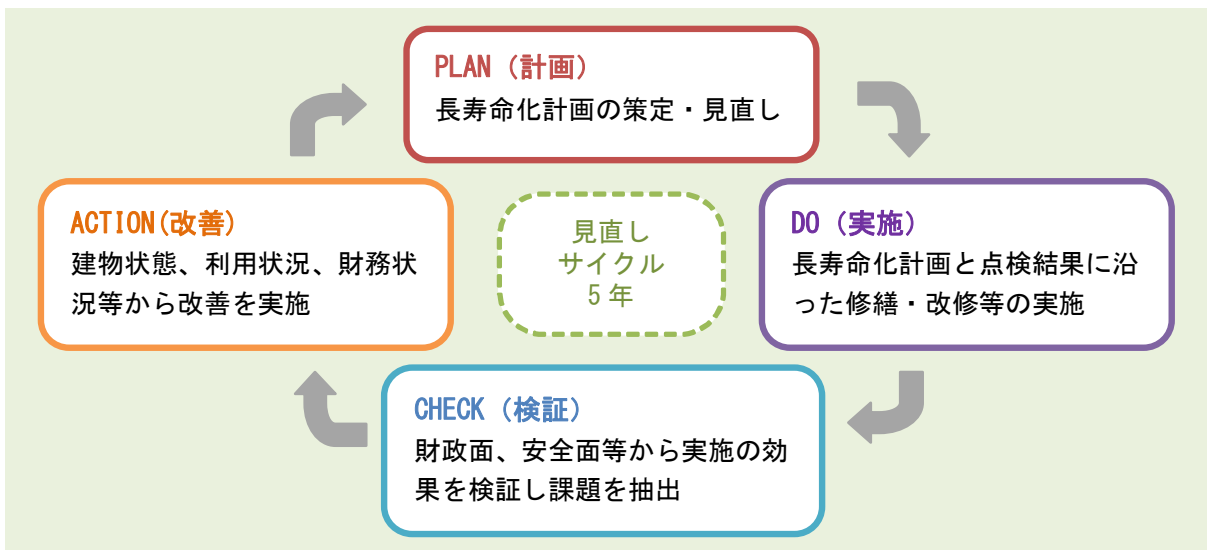 PLAN (計画)
長寿命化計画の策定・見直し
DO (実施)
長寿命化計画と点検結果に沿
った修繕・改修等の実施
CHECK (検証)
財政面、安全面等から実施の効
果を検証し課題を抽出
ACTION(改善)
建物状態、利用状況、財務状
況等から改善を実施
見直し
サイクル
5 年